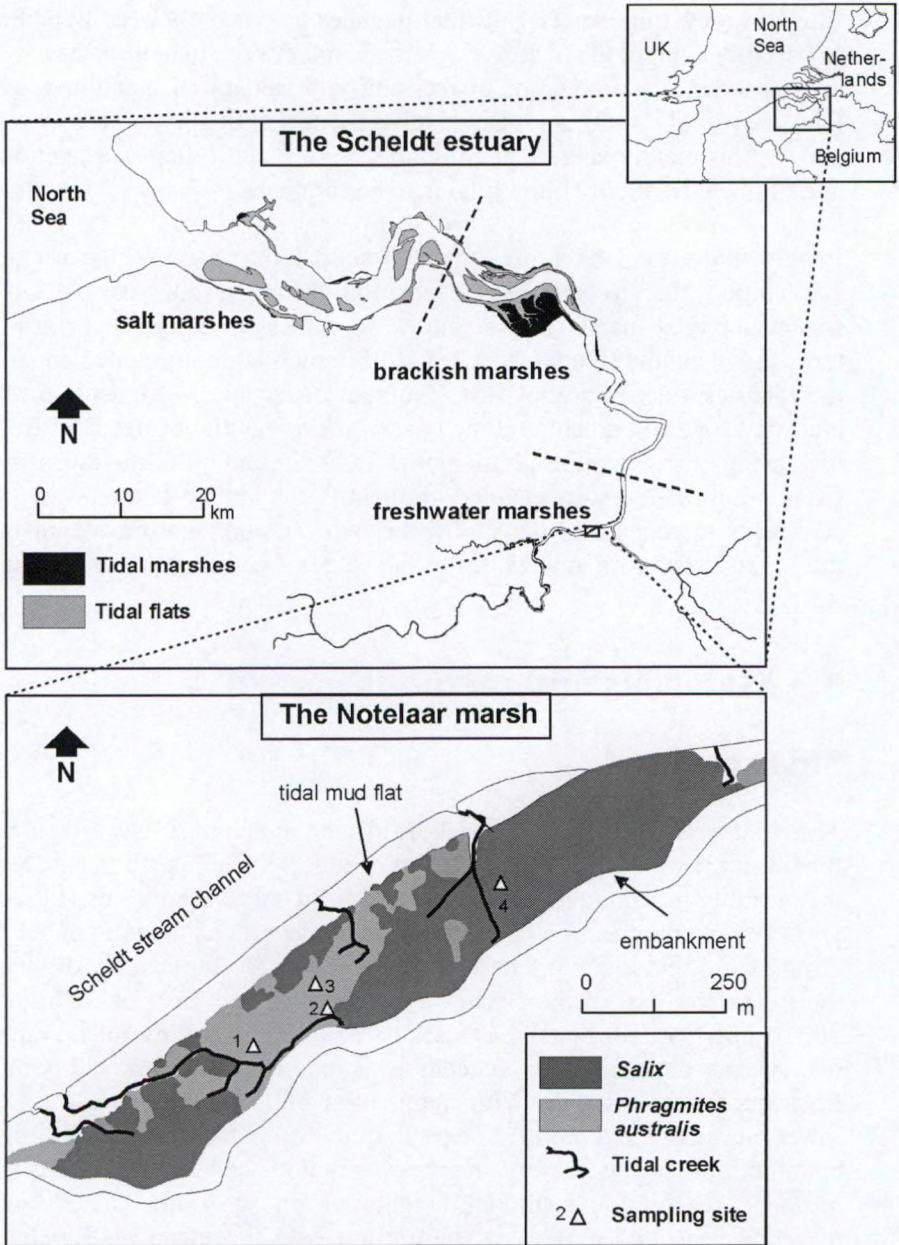 UK
North
Sea
Nether-
lands
Belgium
The Scheldt estuary
North
Sea
salt marshes
brackish marshes
N
0 10 20
km
freshwater marshes
Tidal marshes
Tidal flats
The Notelaar marsh
N
tidal mud flat
Scheldt stream channel
4
embankment
3
2
1
0 250
m
Salix
Phragmites
australis
Tidal creek
2 Sampling site